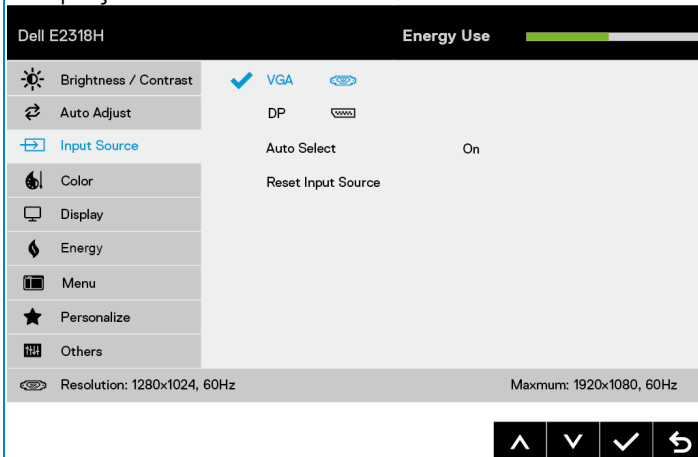 Dell E2318H Energy Use
Brightness / Contrast VGA
Auto Adjust DP
Input Source Auto Select On
Color Reset Input Source
Display
Energy
Menu
Personalize
Others
Resolution: 1280x1024, 60Hz Maxmum: 1920x1080, 60Hz